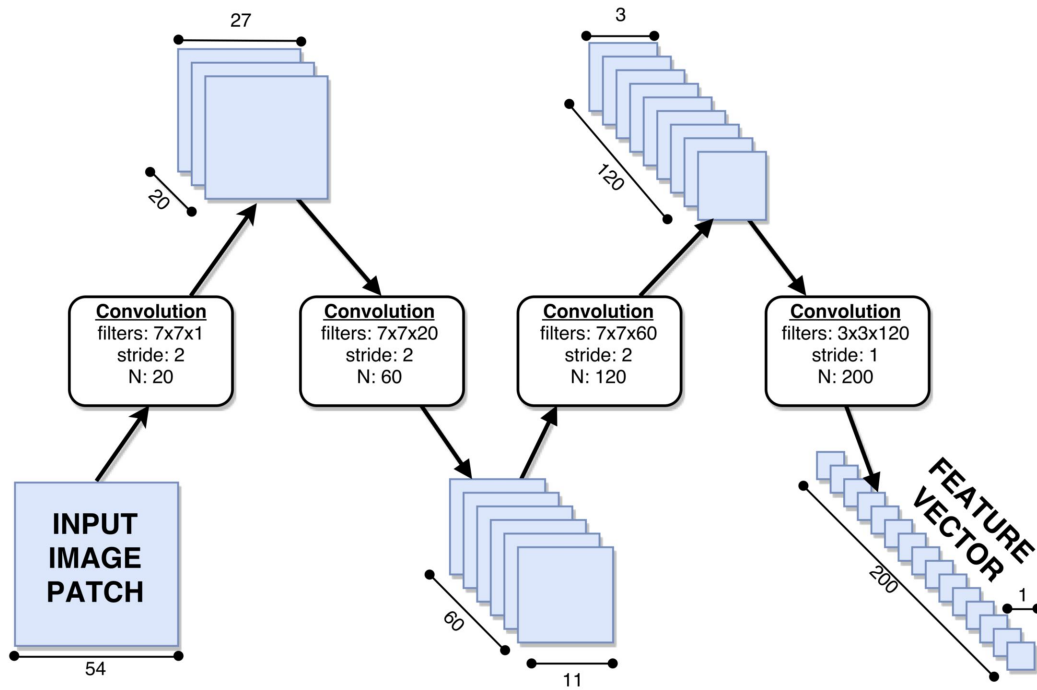 27
3
20
120
Convolution
filters: 7x7x1
stride: 2
N: 20
Convolution
filters: 7x7x20
stride: 2
N: 60
Convolution
filters: 7x7x60
stride: 2
N: 120
Convolution
filters: 3x3x120
stride: 1
N: 200
INPUT
IMAGE
PATCH
54
60
11
FEATURE
VECTOR
200
1